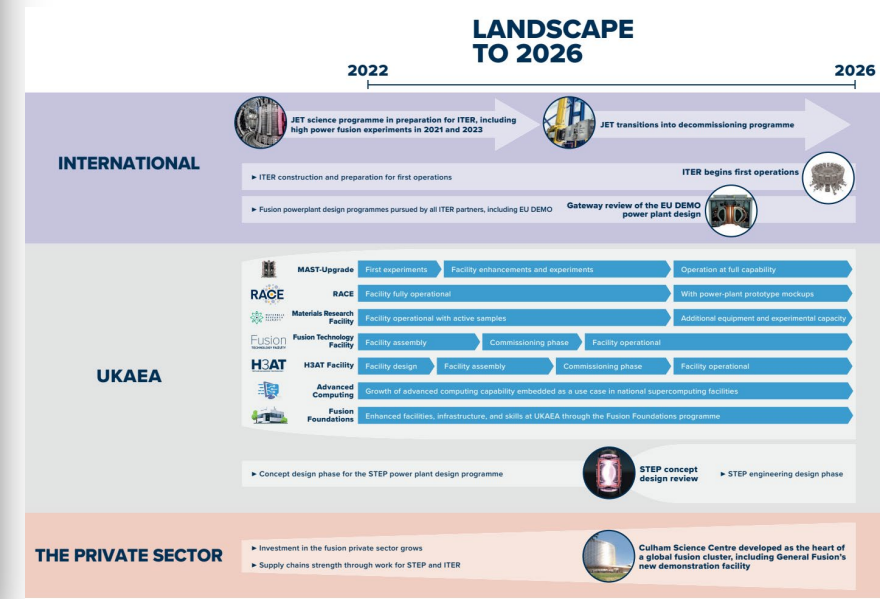 LANDSCAPE
TO 2026
2022
2026
INTERNATIONAL
JET science programme in preparation for ITER, including
high power fusion experiments in 2021 and 2023
JET transitions into decommissioning programme
► ITER construction and preparation for first operations
ITER begins first operations
► Fusion powerplant design programmes pursued by all ITER partners, including EU DEMO
Gateway review of the EU DEMO
power plant design
UKAEA
MAST-Upgrade
First experiments
Facility enhancements and experiments
Operation at full capability
RACE
RACE
Facility fully operational
With power-plant prototype mockups
MATERIALS
RESEARCH
FACILITY
Materials Research
Facility
Facility operational with active samples
Additional equipment and experimental capacity
Fusion
TECHNOLOGY FACILITY
Fusion Technology
Facility
Facility assembly
Commissioning phase
Facility operational
H3AT
H3AT Facility
Facility design
Facility assembly
Commissioning phase
Facility operational
Advanced
Computing
Growth of advanced computing capability embedded as a use case in national supercomputing facilities
Fusion
Foundations
Enhanced facilities, infrastructure, and skills at UKAEA through the Fusion Foundations programme
► Concept design phase for the STEP power plant design programme
STEP concept
design review
► STEP engineering design phase
THE PRIVATE SECTOR
► Investment in the fusion private sector grows
► Supply chains strength through work for STEP and ITER
Culham Science Centre developed as the heart of
a global fusion cluster, including General Fusion's
new demonstration facility